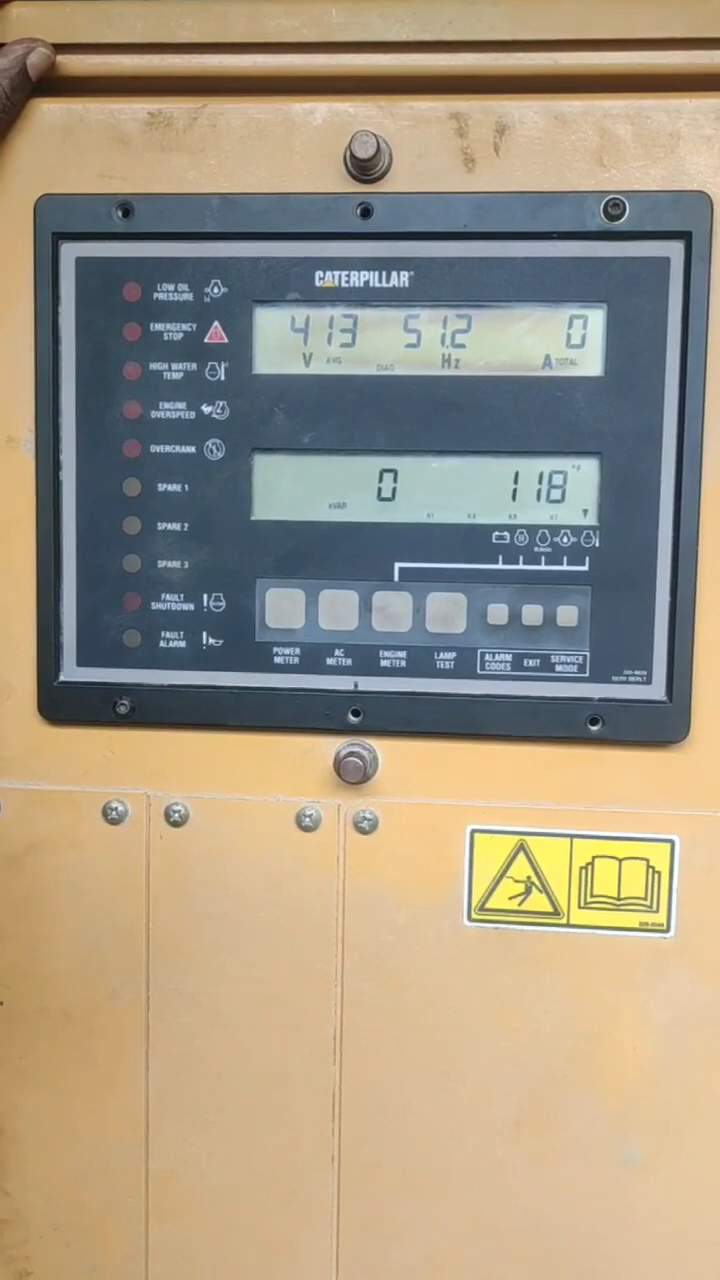 CATERPILLAR
LOW OIL
PRESSURE
EMERGENCY
STOP
HIGH WATER
TEMP
ENGINE
OVERSPEED
OVERCRANK
SPARE 1
SPARE 2
SPARE 3
FAULT
SHUTDOWN
FAULT
ALARM
413 51.2 0
V AVG DIAG Hz A TOTAL
0 118 °F
kVAR
POWER
METER
AC
METER
ENGINE
METER
LAMP
TEST
ALARM
CODES
EXIT
SERVICE
MODE